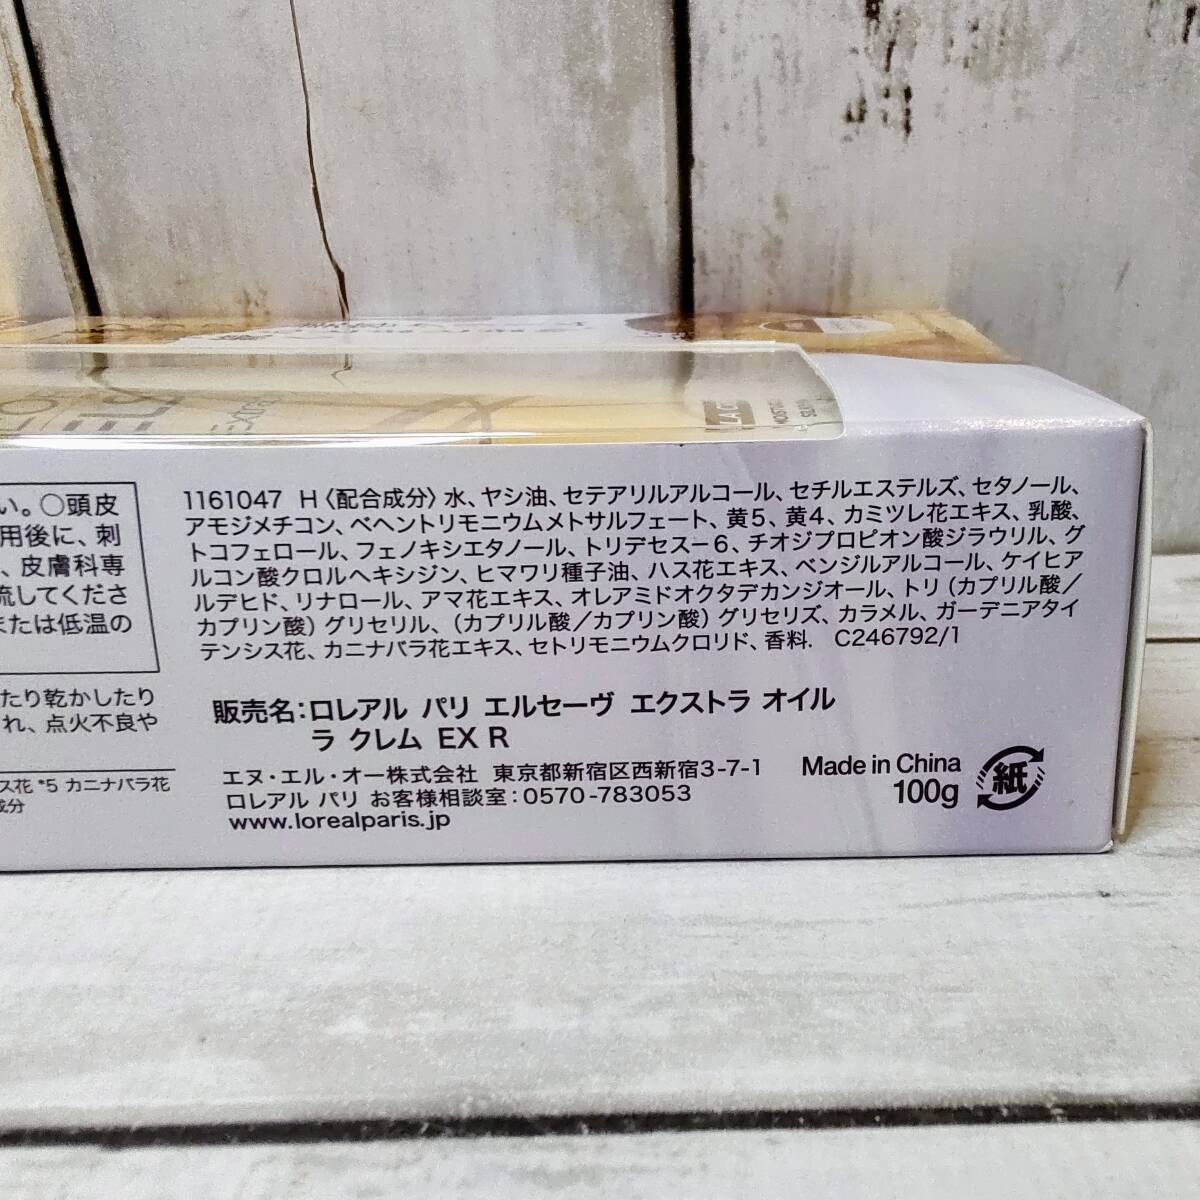 い。○頭皮
用後に、刺
、皮膚科専
流してくださ
または低温の
たり乾かしたり
れ、点火不良や
ス花 *5 カニナバラ花
成分
1161047 H〈配合成分〉水、ヤシ油、セテアリルアルコール、セチルエステルズ、セタノール、
アモジメチコン、ベヘントリモニウムメトサルフェート、黄5、黄4、カミツレ花エキス、乳酸、
トコフェロール、フェノキシエタノール、トリデセス－6、チオジプロピオン酸ジラウリル、グ
ルコン酸クロルヘキシジン、ヒマワリ種子油、ハス花エキス、ベンジルアルコール、ケイヒア
ルデヒド、リナロール、アマ花エキス、オレアミドオクタデカンジオール、トリ（カプリル酸／
カプリン酸）グリセリル、（カプリル酸／カプリン酸）グリセリズ、カラメル、ガーデニアタイ
テンシス花、カニナバラ花エキス、セトリモニウムクロリド、香料. C246792/1
販売名：ロレアル パリ エルセーヴ エクストラ オイル
ラ クレム EX R
エヌ・エル・オー株式会社 東京都新宿区西新宿3-7-1
ロレアル パリ お客様相談室：0570-783053
www.lorealparis.jp
Made in China
100g
紙